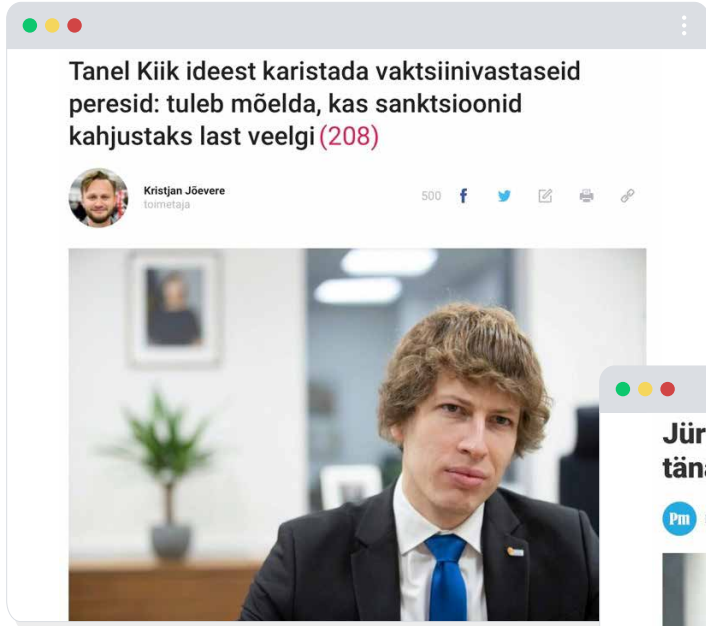 Tanel Kiik ideest karistada vaktsiinivastaseid
peresid: tuleb mõelda, kas sanktsioonid
kahjustaks last veelgi (208)
Kristjan Jõevere
toimetaja
500
Jür
täna
Pm